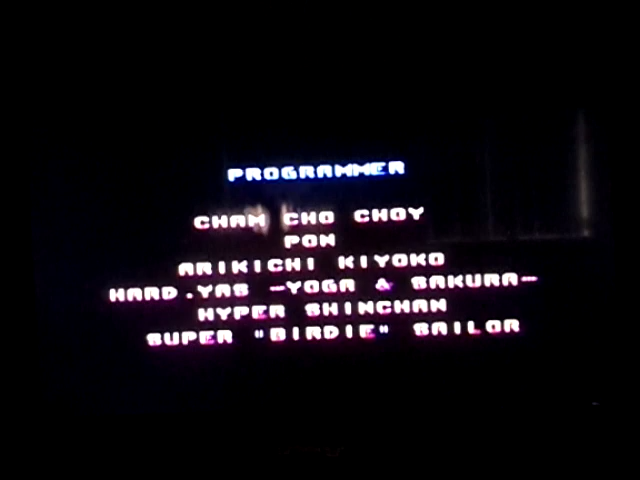 PROGRAMMER
CHAM CHO CHOY
PON
ARIKICHI KIYOKO
HARD.YAS -YOGA & SAKURA-
HYPER SHINCHAN
SUPER "BIRDIE" SAILOR